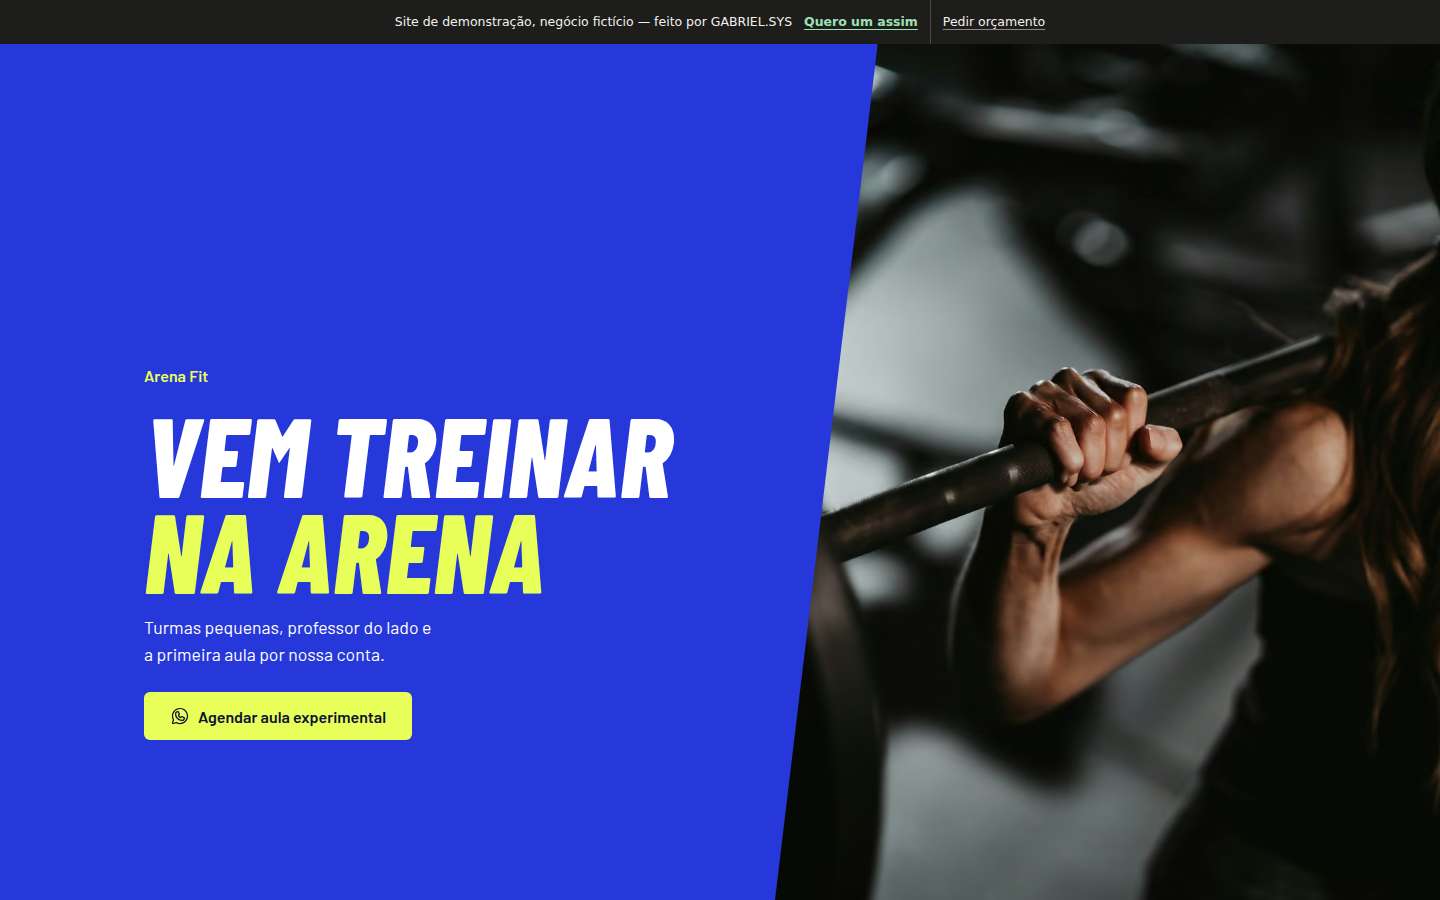 Site de demonstração, negócio fictício — feito por GABRIEL.SYS Quero um assim Pedir orçamento
Arena Fit
VEM TREINAR
NA ARENA
Turmas pequenas, professor do lado e
a primeira aula por nossa conta.
Agendar aula experimental